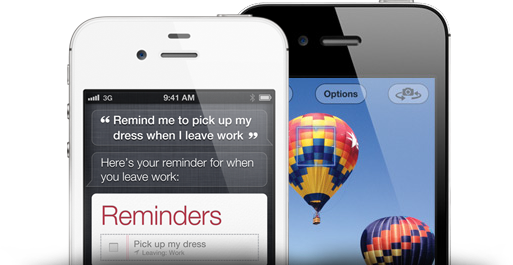 3G 9:41 AM
“ Remind me to pick up my
dress when I leave work ”
Here's your reminder for when
you leave work:
Reminders
Pick up my dress
Leaving: Work
Options